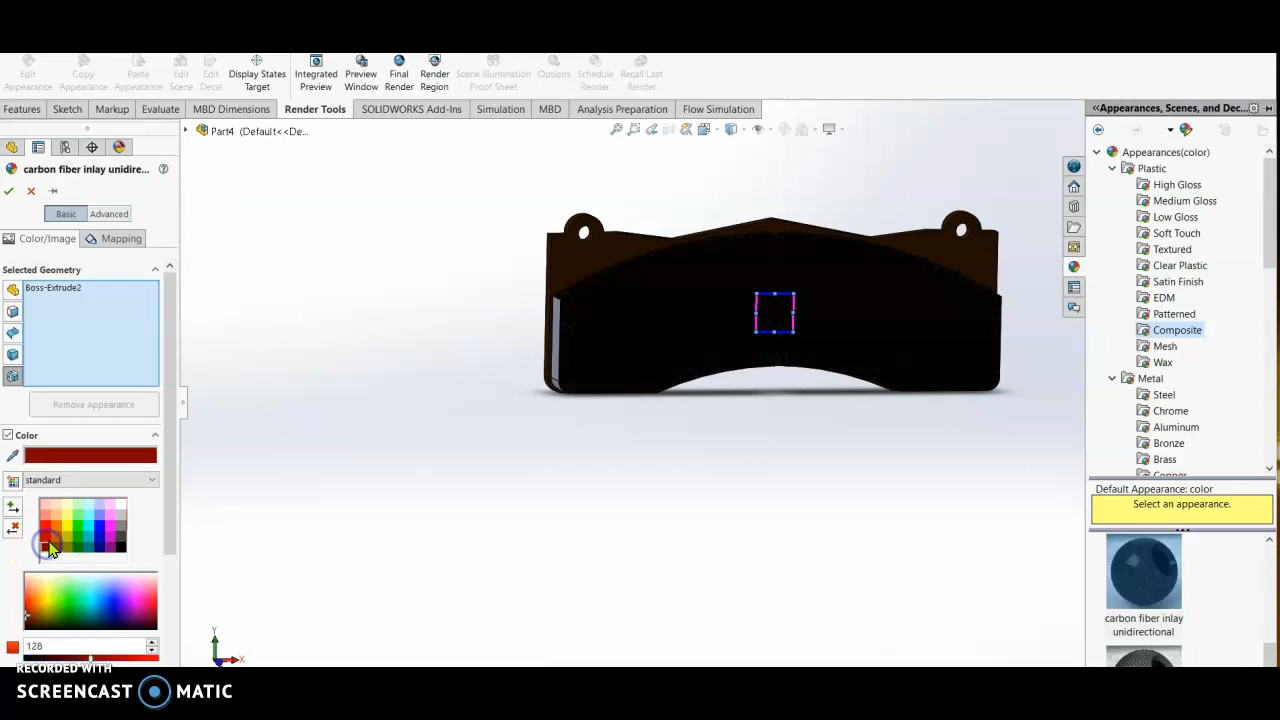 Edit Appearance
Copy Appearance
Paste Appearance
Edit Scene
Edit Decal
Display States Target
Integrated Preview
Preview Window
Final Render
Render Region
Scene Illumination Proof Sheet
Options
Schedule Render
Recall Last Render
Features
Sketch
Markup
Evaluate
MBD Dimensions
Render Tools
SOLIDWORKS Add-Ins
Simulation
MBD
Analysis Preparation
Flow Simulation
Part4 (Default<<De...
carbon fiber inlay unidire...
Basic
Advanced
Color/Image
Mapping
Selected Geometry
Boss-Extrude2
Remove Appearance
Color
standard
128
Y
X
<<Appearances, Scenes, and Dec...
Appearances(color)
Plastic
High Gloss
Medium Gloss
Low Gloss
Soft Touch
Textured
Clear Plastic
Satin Finish
EDM
Patterned
Composite
Mesh
Wax
Metal
Steel
Chrome
Aluminum
Bronze
Brass
Copper
Default Appearance: color
Select an appearance.
carbon fiber inlay
unidirectional
RECORDED WITH
SCREENCAST MATIC